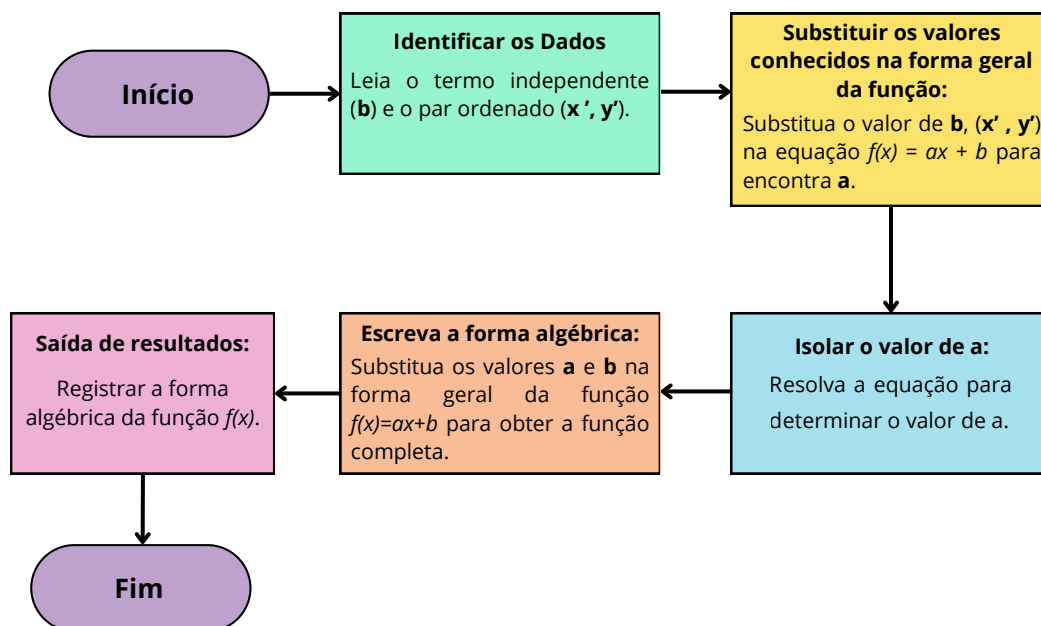 Início
Identificar os Dados
Leia o termo independente
(b) e o par ordenado (x ’, y’).
Substituir os valores
conhecidos na forma geral
da função:
Substitua o valor de b, (x’ , y’)
na equação f(x) = ax + b para
encontra a.
Isolar o valor de a:
Resolva a equação para
determinar o valor de a.
Escreva a forma algébrica:
Substitua os valores a e b na
forma geral da função
f(x)=ax+b para obter a função
completa.
Saída de resultados:
Registrar a forma
algébrica da função f(x).
Fim